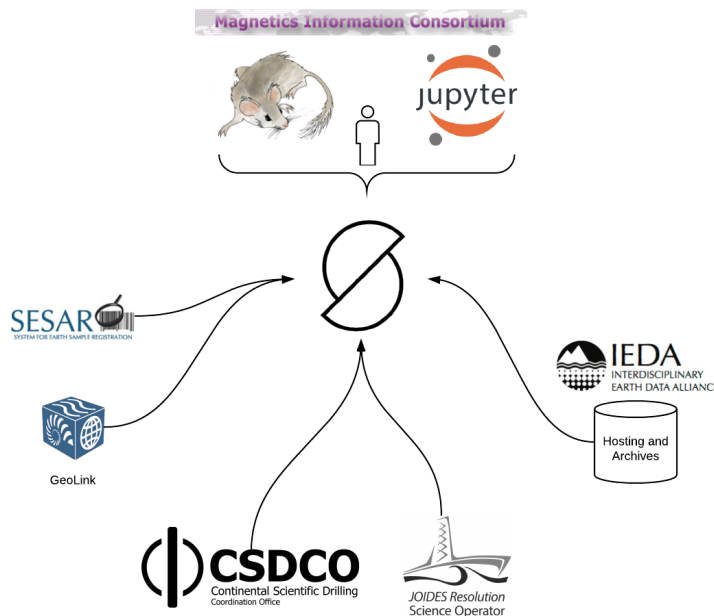 Magnetics Information Consortium
jupyter
SESAR
SYSTEM FOR EARTH SAMPLE REGISTRATION
IEDA
INTERDISCIPLINARY
EARTH DATA ALLIANC
Hosting and
Archives
GeoLink
CSDCO
Continental Scientific Drilling
Coordination Office
JOIDES Resolution
Science Operator